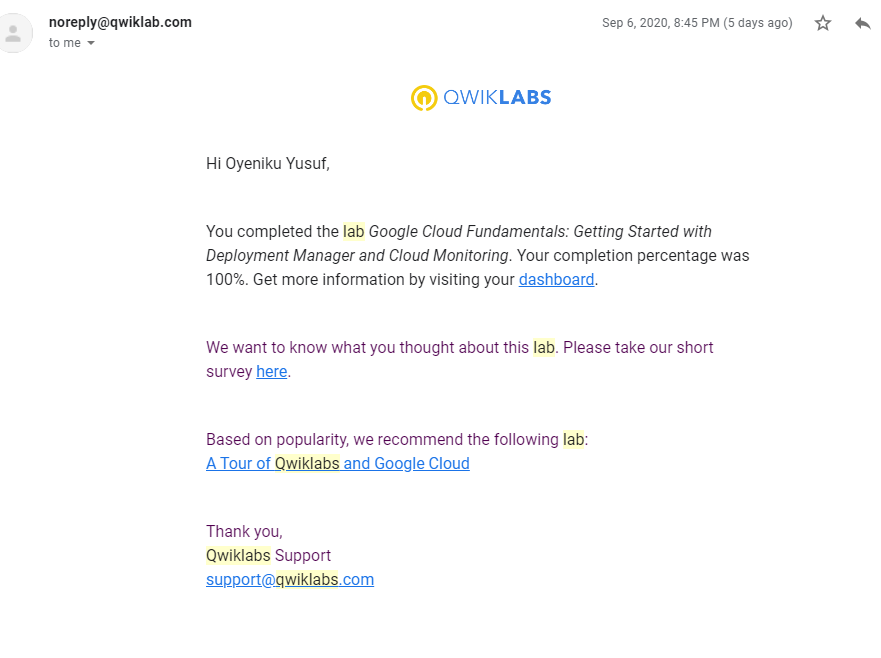 noreply@qwiklab.com
Sep 6, 2020, 8:45 PM (5 days ago)
to me
QWIKLABS
Hi Oyeniku Yusuf,
You completed the lab Google Cloud Fundamentals: Getting Started with
Deployment Manager and Cloud Monitoring. Your completion percentage was
100%. Get more information by visiting your dashboard.
We want to know what you thought about this lab. Please take our short
survey here.
Based on popularity, we recommend the following lab:
A Tour of Qwiklabs and Google Cloud
Thank you,
Qwiklabs Support
support@qwiklabs.com